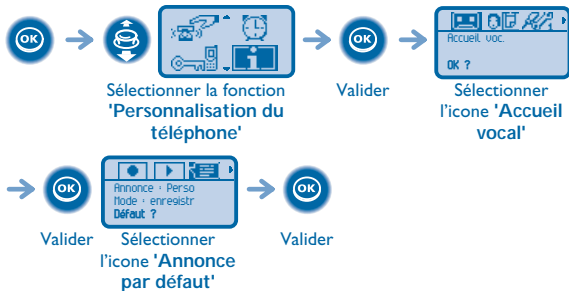 OK
OK
Accueil voc.
OK ?
Sélectionner la fonction
'Personnalisation du
téléphone'
Valider
Sélectionner
l'icone 'Accueil
vocal'
OK
Annonce : Perso
Mode : enregistr
Défaut ?
OK
Valider
Sélectionner
l'icone 'Annonce
par défaut'
Valider